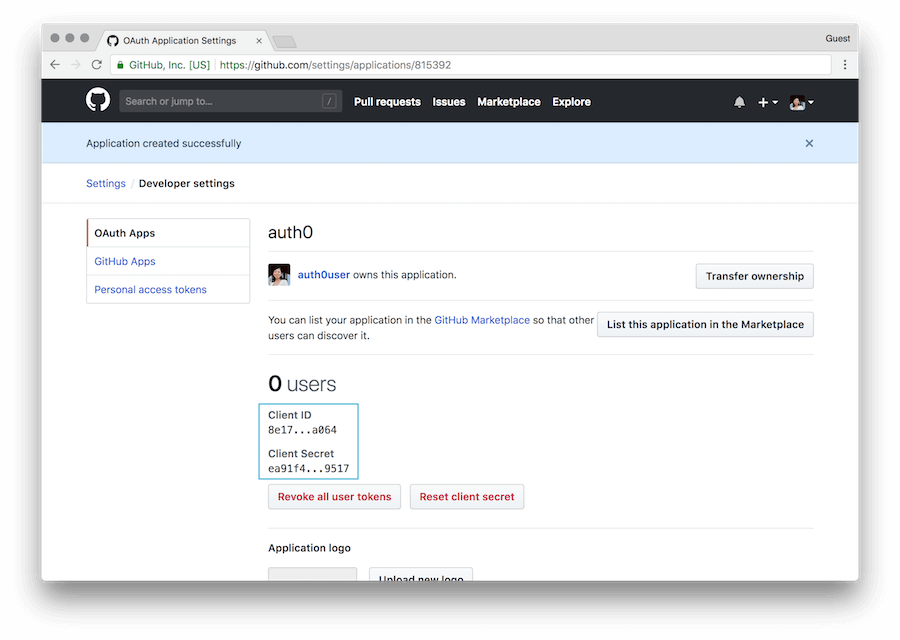 OAuth Application Settings
Guest
GitHub, Inc. [US] https://github.com/settings/applications/815392
Search or jump to... / Pull requests Issues Marketplace Explore
Application created successfully
Settings / Developer settings
OAuth Apps
GitHub Apps
Personal access tokens
auth0
auth0user owns this application.
Transfer ownership
You can list your application in the GitHub Marketplace so that other
users can discover it.
List this application in the Marketplace
0 users
Client ID
8e17...a064
Client Secret
ea91f4...9517
Revoke all user tokens
Reset client secret
Application logo
Upload new logo